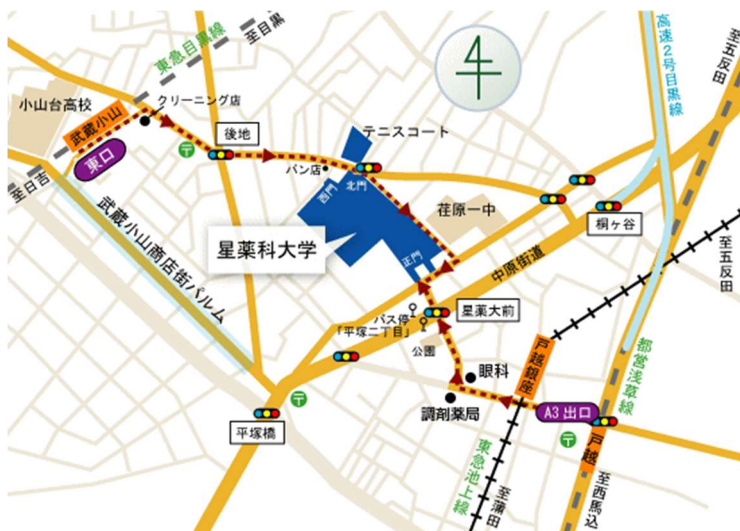 東急目黒線
至目黒
高速2号目黒線
至五反田
小山台高校
武蔵小山
クリーニング店
東口
至日吉
後地
テニスコート
パン店
西門
北門
荏原一中
桐ヶ谷
武蔵小山商店街パルム
星薬科大学
正門
中原街道
至五反田
バス停
「平塚二丁目」
星薬大前
公園
眼科
調剤薬局
戸越銀座
都営浅草線
A3 出口
戸越
平塚橋
東急池上線
至蒲田
至西馬込